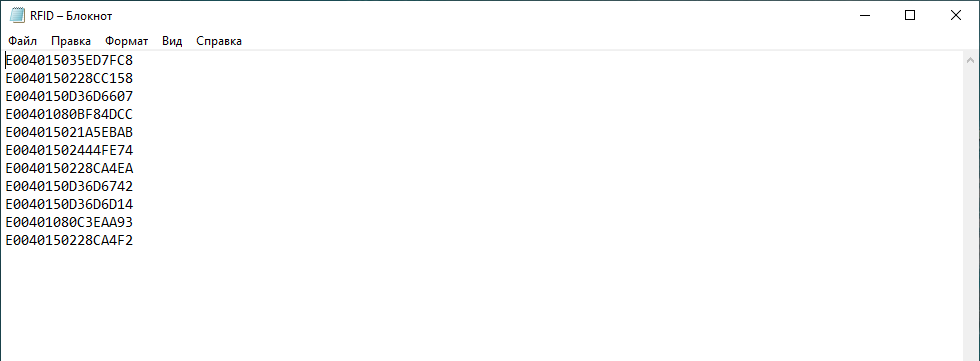 RFID – Блокнот
Файл Правка Формат Вид Справка
E004015035ED7FC8
E0040150228CC158
E0040150D36D6607
E00401080BF84DCC
E004015021A5EBAB
E00401502444FE74
E0040150228CA4EA
E0040150D36D6742
E0040150D36D6D14
E00401080C3EAA93
E0040150228CA4F2